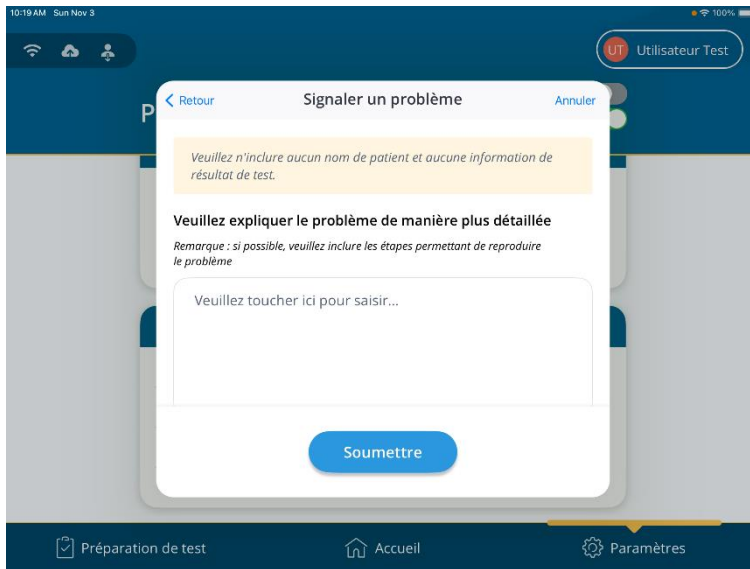 10:19 AM Sun Nov 3
100%
UT Utilisateur Test
P
Retour Signaler un problème Annuler
Veuillez n'inclure aucun nom de patient et aucune information de
résultat de test.
Veuillez expliquer le problème de manière plus détaillée
Remarque : si possible, veuillez inclure les étapes permettant de reproduire
le problème
Veuillez toucher ici pour saisir...
Soumettre
Préparation de test Accueil Paramètres